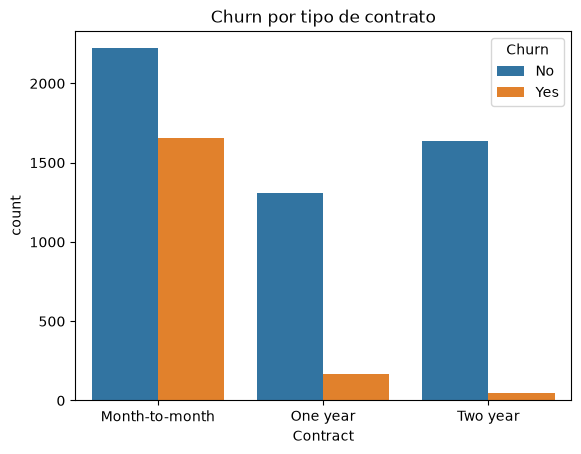 Churn por tipo de contrato
Churn
No
Yes
count
2000
1500
1000
500
0
Month-to-month One year Two year
Contract